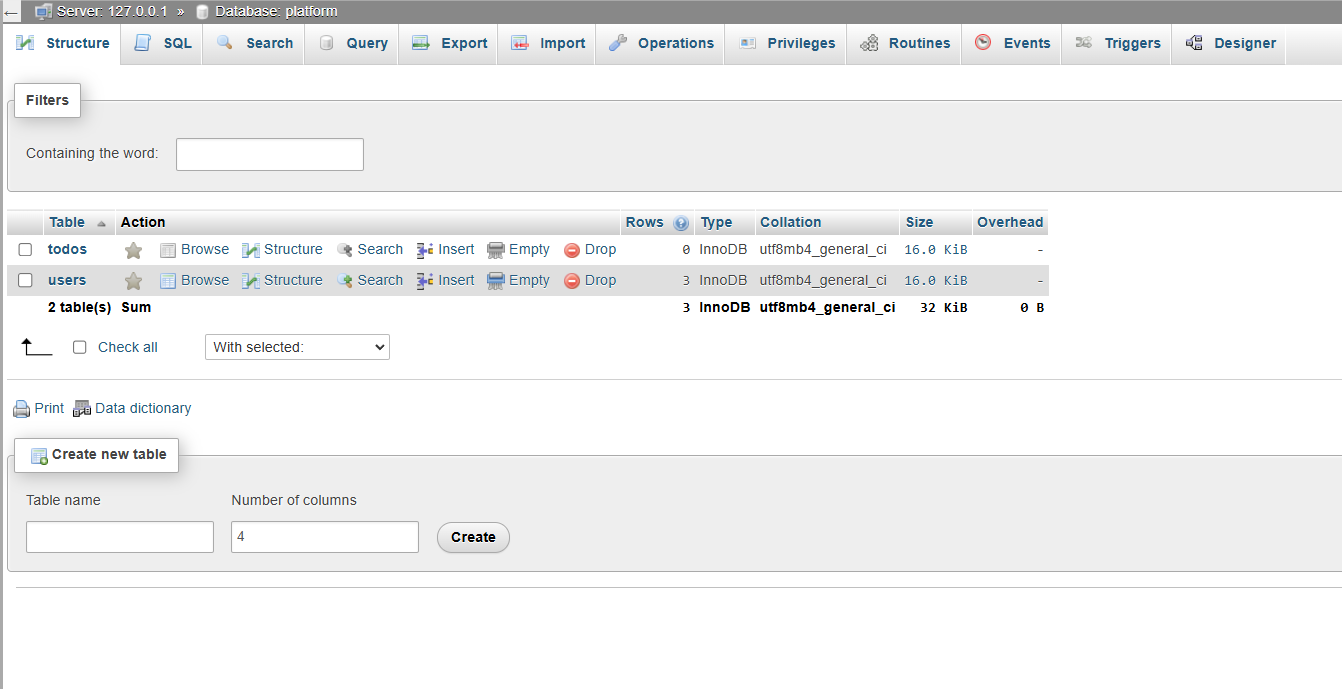 Server: 127.0.0.1 » Database: platform
Structure SQL Search Query Export Import Operations Privileges Routines Events Triggers Designer
Filters
Containing the word:
Table Action Rows Type Collation Size Overhead
todos Browse Structure Search Insert Empty Drop 0 InnoDB utf8mb4_general_ci 16.0 KiB -
users Browse Structure Search Insert Empty Drop 3 InnoDB utf8mb4_general_ci 16.0 KiB -
2 table(s) Sum 3 InnoDB utf8mb4_general_ci 32 KiB 0 B
Check all With selected:
Print Data dictionary
Create new table
Table name Number of columns
4 Create